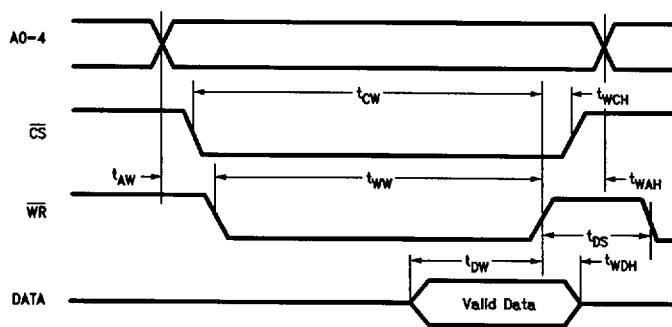 A0-4
tCW
tWCH
CS
tAW
tWW
tWAH
WR
tDS
tDW
tWDH
DATA
Valid Data